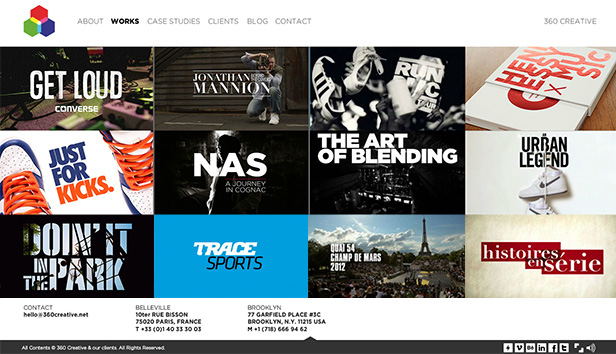 ABOUT WORKS CASE STUDIES CLIENTS BLOG CONTACT 360 CREATIVE
GET LOUD
CONVERSE
JONATHAN
MANNION
RUN
THE ART
OF BLENDING
HENNESSY
MUSIC
JUST
FOR
KICKS.
NAS
A JOURNEY
IN COGNAC
URBAN
LEGEND
DOIN' IT
IN THE
PARK
TRACE
SPORTS
QUAI 54
CHAMP DE MARS
2012
histoires
en série
CONTACT
hello@360creative.net
BELLEVILLE
10ter RUE BISSON
75020 PARIS, FRANCE
T +33 (0)1 40 33 30 03
BROOKLYN
77 GARFIELD PLACE #3C
BROOKLYN, N.Y. 11215 USA
M +1 (718) 666 94 62
All Contents © 360 Creative & our clients. All Rights Reserved.